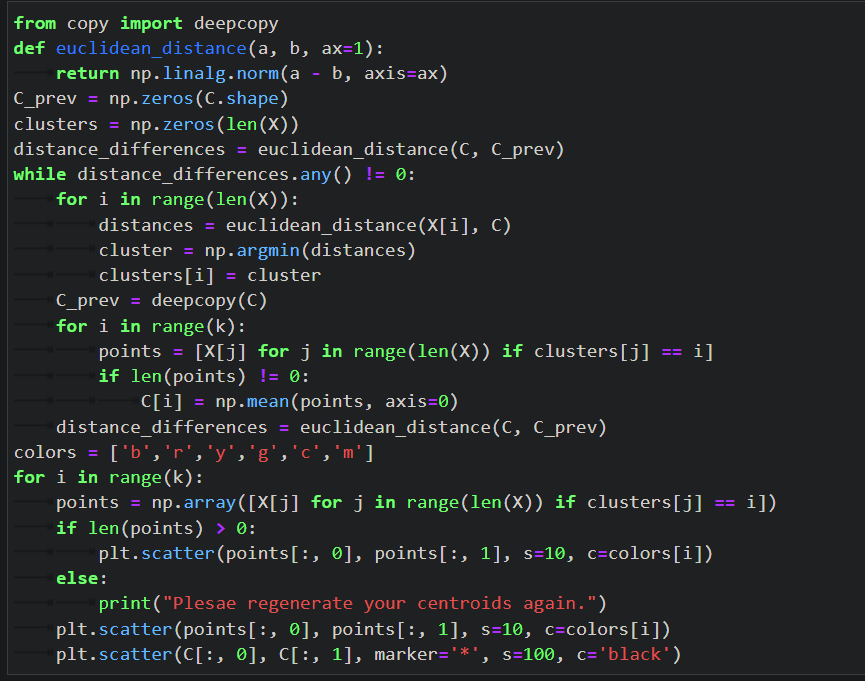 from copy import deepcopy
def euclidean_distance(a, b, ax=1):
    return np.linalg.norm(a - b, axis=ax)
C_prev = np.zeros(C.shape)
clusters = np.zeros(len(X))
distance_differences = euclidean_distance(C, C_prev)
while distance_differences.any() != 0:
    for i in range(len(X)):
        distances = euclidean_distance(X[i], C)
        cluster = np.argmin(distances)
        clusters[i] = cluster
    C_prev = deepcopy(C)
    for i in range(k):
        points = [X[j] for j in range(len(X)) if clusters[j] == i]
        if len(points) != 0:
            C[i] = np.mean(points, axis=0)
    distance_differences = euclidean_distance(C, C_prev)
colors = ['b','r','y','g','c','m']
for i in range(k):
    points = np.array([X[j] for j in range(len(X)) if clusters[j] == i])
    if len(points) > 0:
        plt.scatter(points[:, 0], points[:, 1], s=10, c=colors[i])
    else:
        print("Plesae regenerate your centroids again.")
    plt.scatter(points[:, 0], points[:, 1], s=10, c=colors[i])
    plt.scatter(C[:, 0], C[:, 1], marker='*', s=100, c='black')